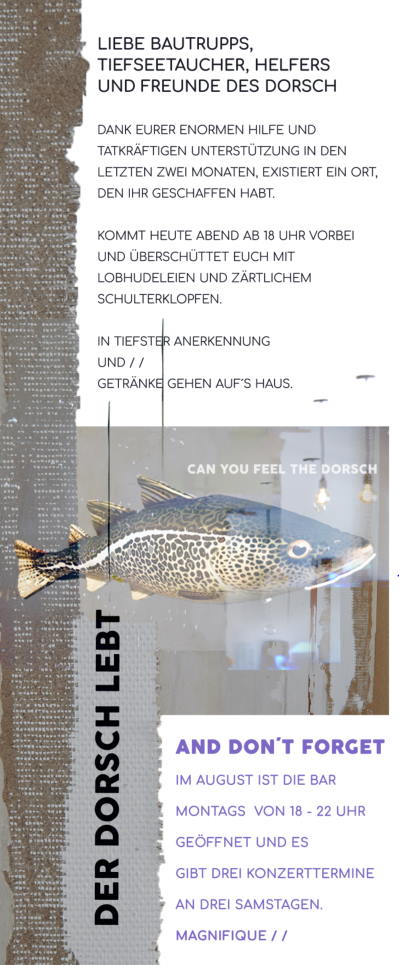 LIEBE BAUTRUPPS,
TIEFSEETAUCHER, HELFERS
UND FREUNDE DES DORSCH
DANK EURER ENORMEN HILFE UND
TATKRÄFTIGEN UNTERSTÜTZUNG IN DEN
LETZTEN ZWEI MONATEN, EXISTIERT EIN ORT,
DEN IHR GESCHAFFEN HABT.
KOMMT HEUTE ABEND AB 18 UHR VORBEI
UND ÜBERSCHÜTTET EUCH MIT
LOBHUDELEIEN UND ZÄRTLICHEM
SCHULTERKLOPFEN.
IN TIEFSTER ANERKENNUNG
UND / /
GETRÄNKE GEHEN AUF´S HAUS.
CAN YOU FEEL THE DORSCH
DER DORSCH LEBT
AND DON´T FORGET
IM AUGUST IST DIE BAR
MONTAGS VON 18 - 22 UHR
GEÖFFNET UND ES
GIBT DREI KONZERTTERMINE
AN DREI SAMSTAGEN.
MAGNIFIQUE / /